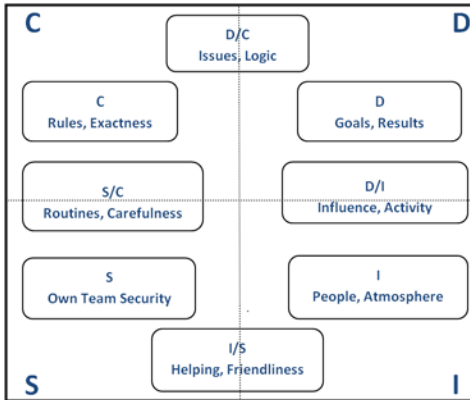 C
D
D/C
Issues, Logic
C
Rules, Exactness
D
Goals, Results
S/C
Routines, Carefulness
D/I
Influence, Activity
S
Own Team Security
I
People, Atmosphere
I/S
Helping, Friendliness
S
I